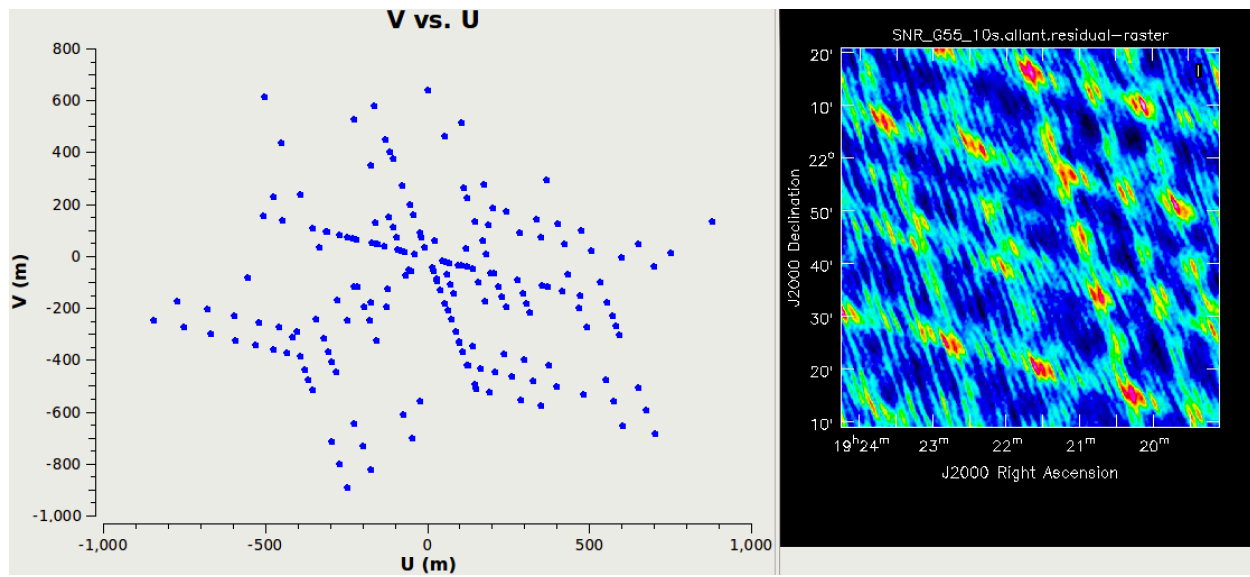 V vs. U
800
600
400
200
0
-200
-400
-600
-800
-1,000
V (m)
-1,000 -500 0 500 1,000
U (m)
SNR_G55_10s.allant.residual-raster
I
20'
10'
22°
50'
40'
30'
20'
10'
J2000 Declination
19h24m 23m 22m 21m 20m
J2000 Right Ascension